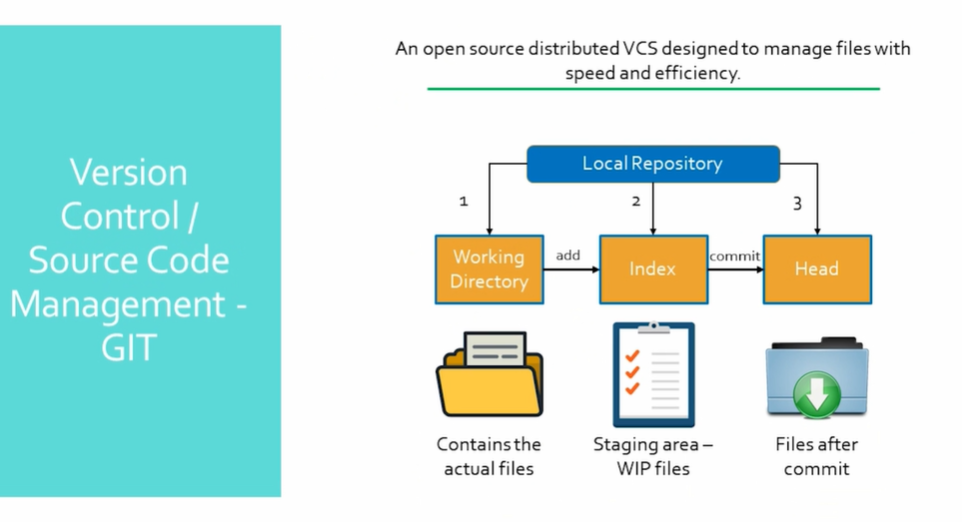 Version
Control /
Source Code
Management -
GIT
An open source distributed VCS designed to manage files with
speed and efficiency.
Local Repository
1
2
3
Working
Directory
add
Index
commit
Head
Contains the
actual files
Staging area –
WIP files
Files after
commit